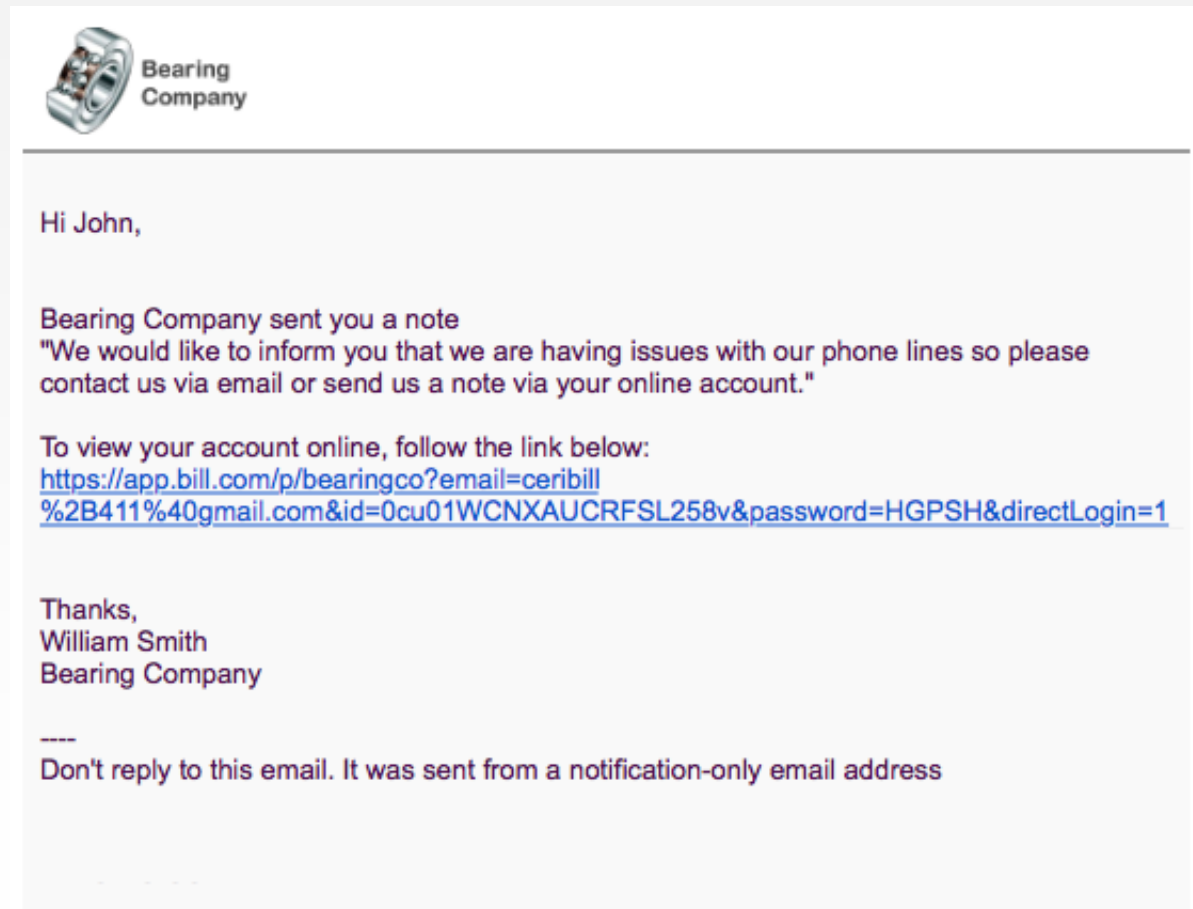 Bearing
Company
Hi John,
Bearing Company sent you a note
"We would like to inform you that we are having issues with our phone lines so please
contact us via email or send us a note via your online account."
To view your account online, follow the link below:
https://app.bill.com/p/bearingco?email=ceribill
%2B411%40gmail.com&id=0cu01WCNXAUCRFSL258v&password=HGPSH&directLogin=1
Thanks,
William Smith
Bearing Company
----
Don't reply to this email. It was sent from a notification-only email address